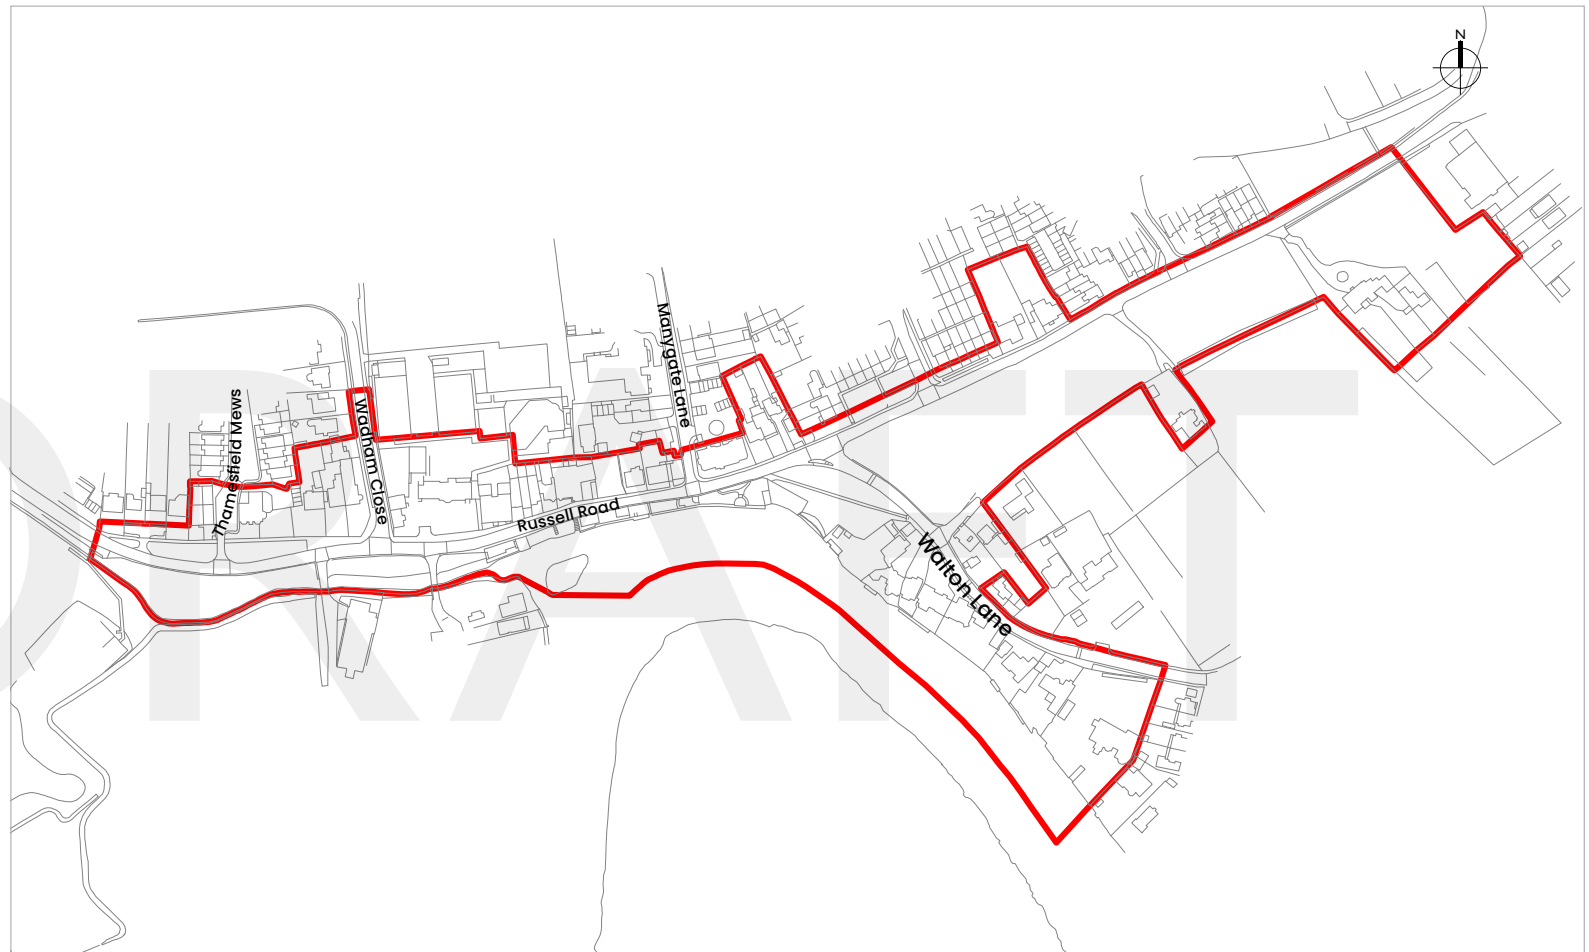 N
Manygate Lane
Thamesfield Mews
Wadham Close
Russell Road
Walton Lane
DRAFT